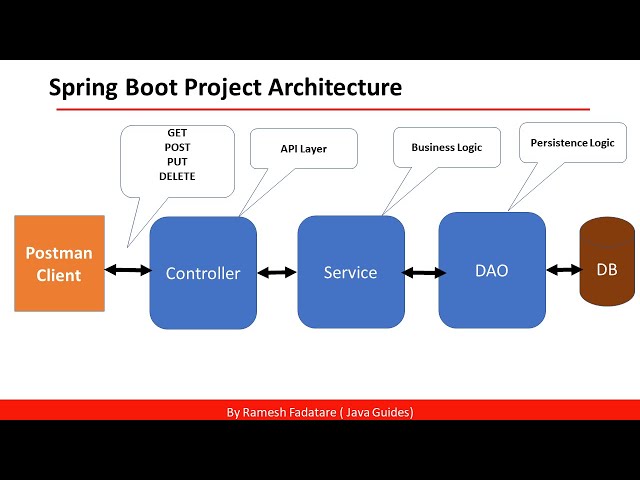 Spring Boot Project Architecture
GET
POST
PUT
DELETE
API Layer
Business Logic
Persistence Logic
Postman
Client
Controller
Service
DAO
DB
By Ramesh Fadatare ( Java Guides)